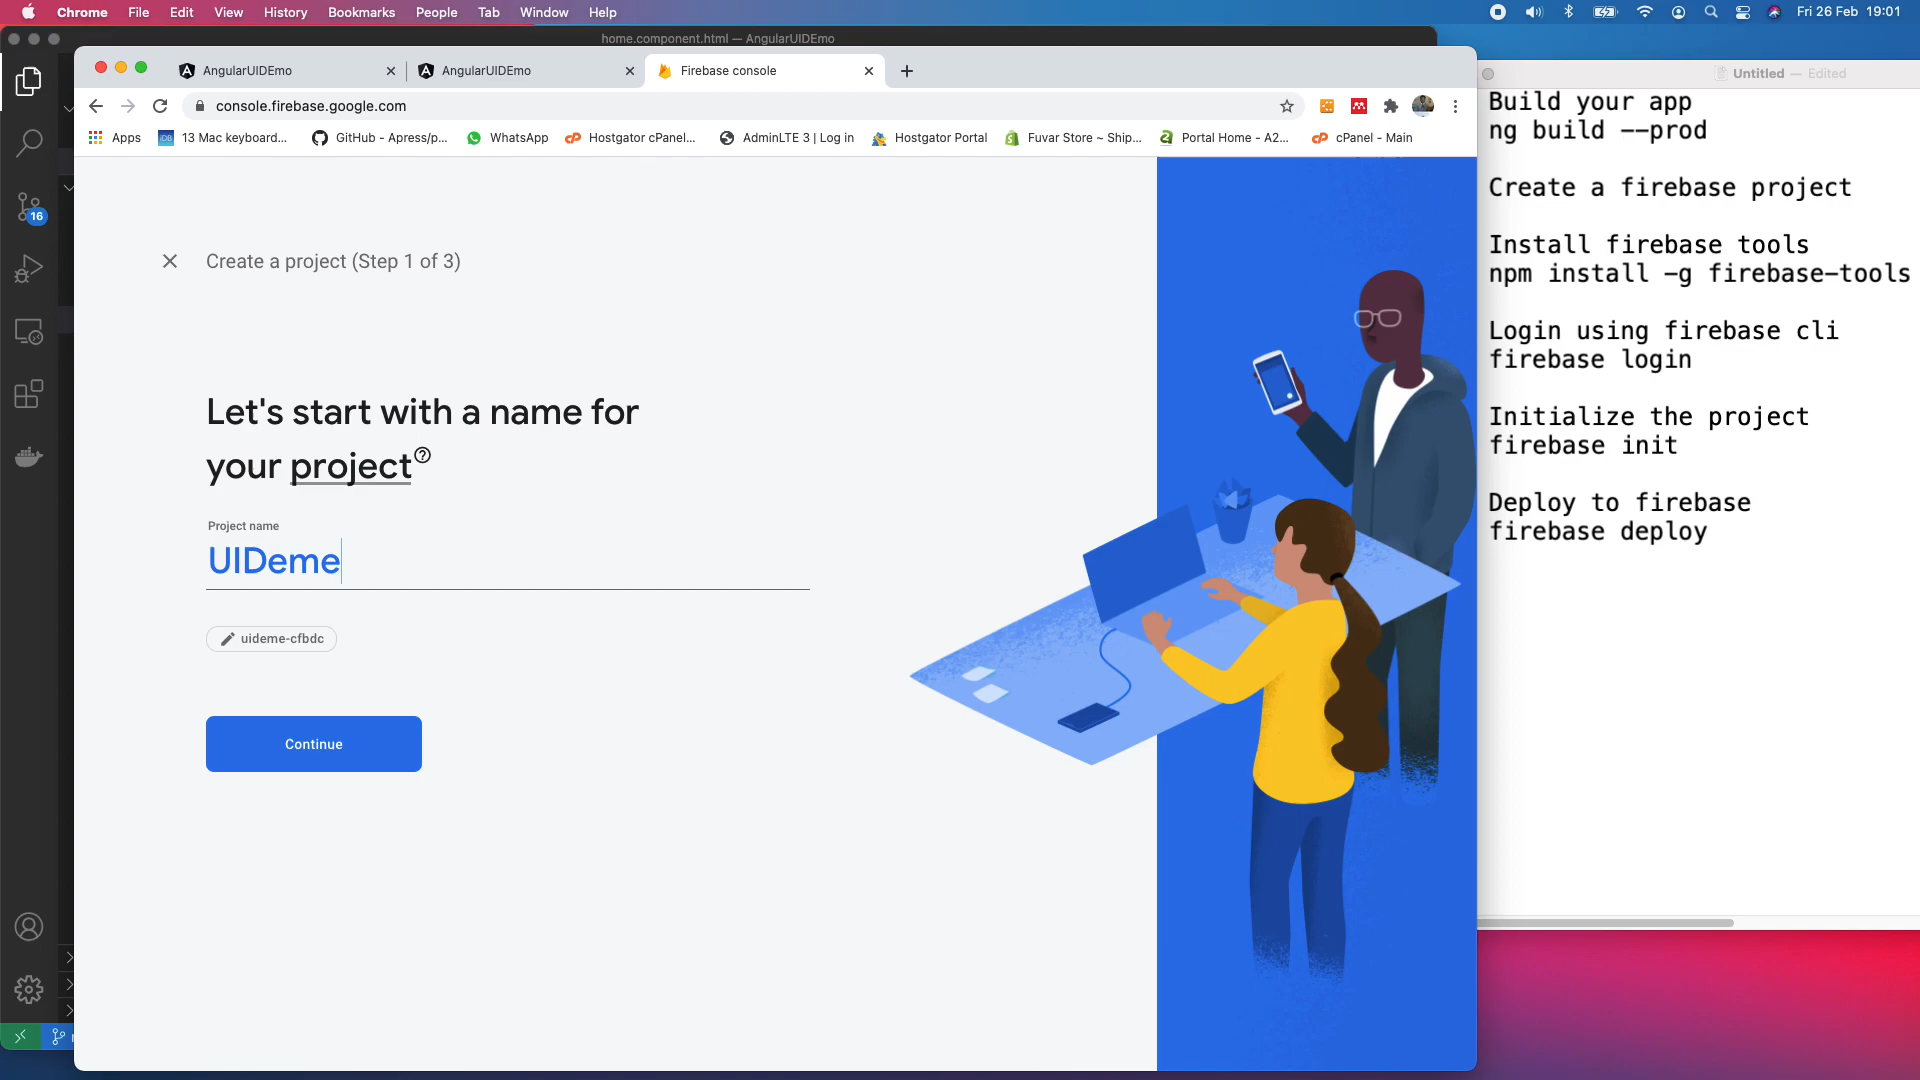 Chrome File Edit View History Bookmarks People Tab Window Help Fri 26 Feb 19:01
home.component.html — AngularUIDEmo
AngularUIDEmo AngularUIDEmo Firebase console
console.firebase.google.com
Apps 13 Mac keyboard... GitHub - Apress/p... WhatsApp Hostgator cPanel... AdminLTE 3 | Log in Hostgator Portal Fuvar Store ~ Ship... Portal Home - A2... cPanel - Main
16
Create a project (Step 1 of 3)
Let's start with a name for
your project
Project name
UIDeme
uideme-cfbdc
Continue
Untitled — Edited
Build your app
ng build --prod
Create a firebase project
Install firebase tools
npm install -g firebase-tools
Login using firebase cli
firebase login
Initialize the project
firebase init
Deploy to firebase
firebase deploy